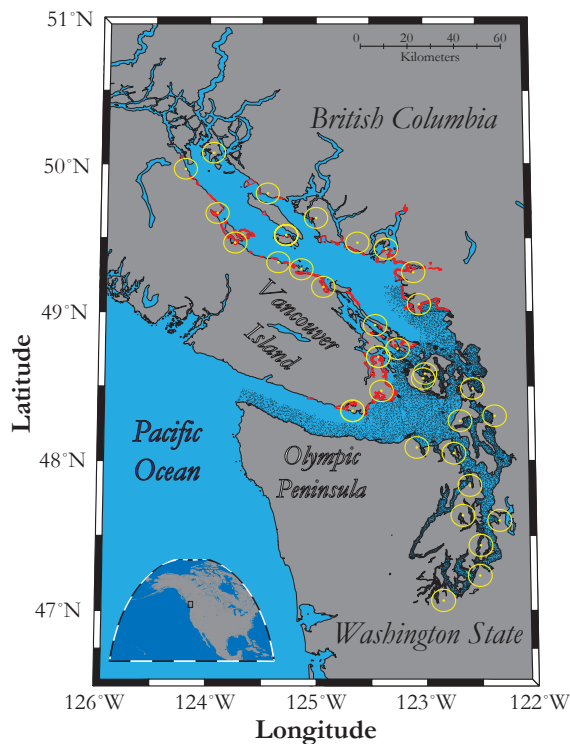 51°N
0 20 40 60
Kilometers
British Columbia
50°N
49°N
Vancouver
Island
Latitude
Pacific
Ocean
48°N
Olympic
Peninsula
47°N
Washington State
126°W 124°W 125°W 123°W 122°W
Longitude